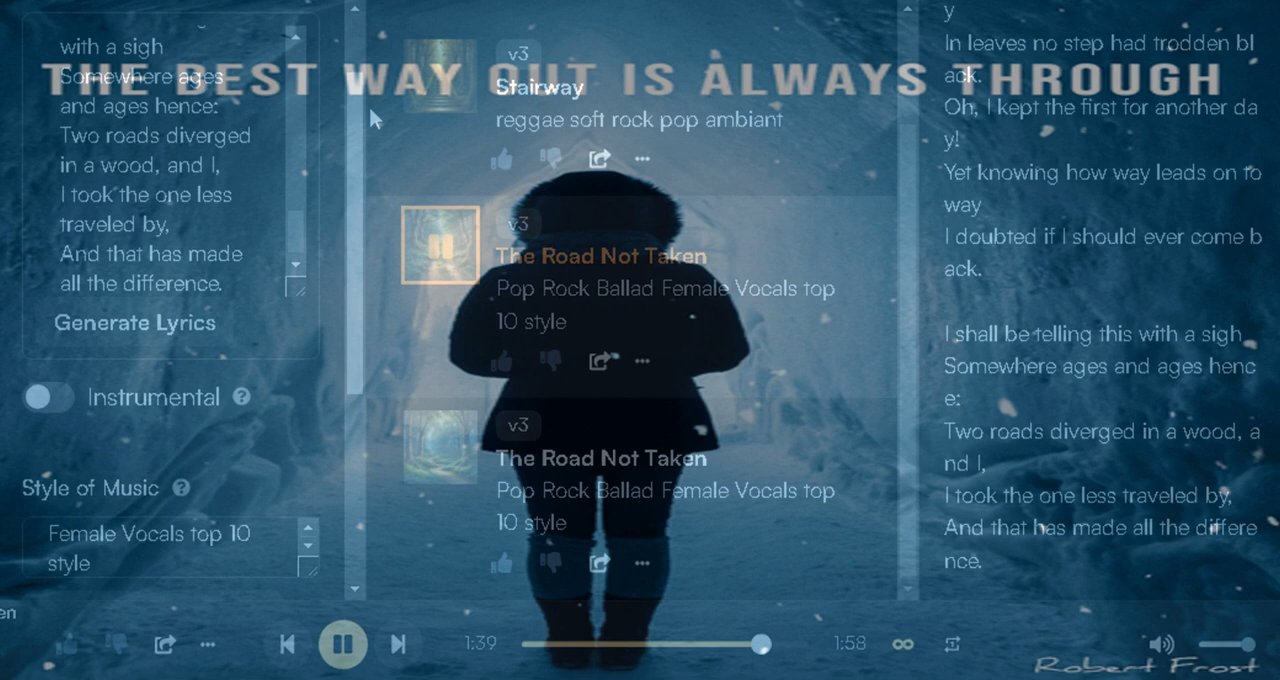 THE BEST WAY OUT IS ALWAYS THROUGH
with a sigh
Somewhere ages
and ages hence:
Two roads diverged
in a wood, and I,
I took the one less
traveled by,
And that has made
all the difference.
Generate Lyrics
Instrumental
Style of Music
Female Vocals top 10
style
v3
Stairway
reggae soft rock pop ambiant
v3
The Road Not Taken
Pop Rock Ballad Female Vocals top
10 style
v3
The Road Not Taken
Pop Rock Ballad Female Vocals top
10 style
y
In leaves no step had trodden bl
ack.
Oh, I kept the first for another da
y!
Yet knowing how way leads on to
way
I doubted if I should ever come b
ack.
I shall be telling this with a sigh
Somewhere ages and ages henc
e:
Two roads diverged in a wood, a
nd I,
I took the one less traveled by,
And that has made all the differe
nce.
en
1:39
1:58
Robert Frost